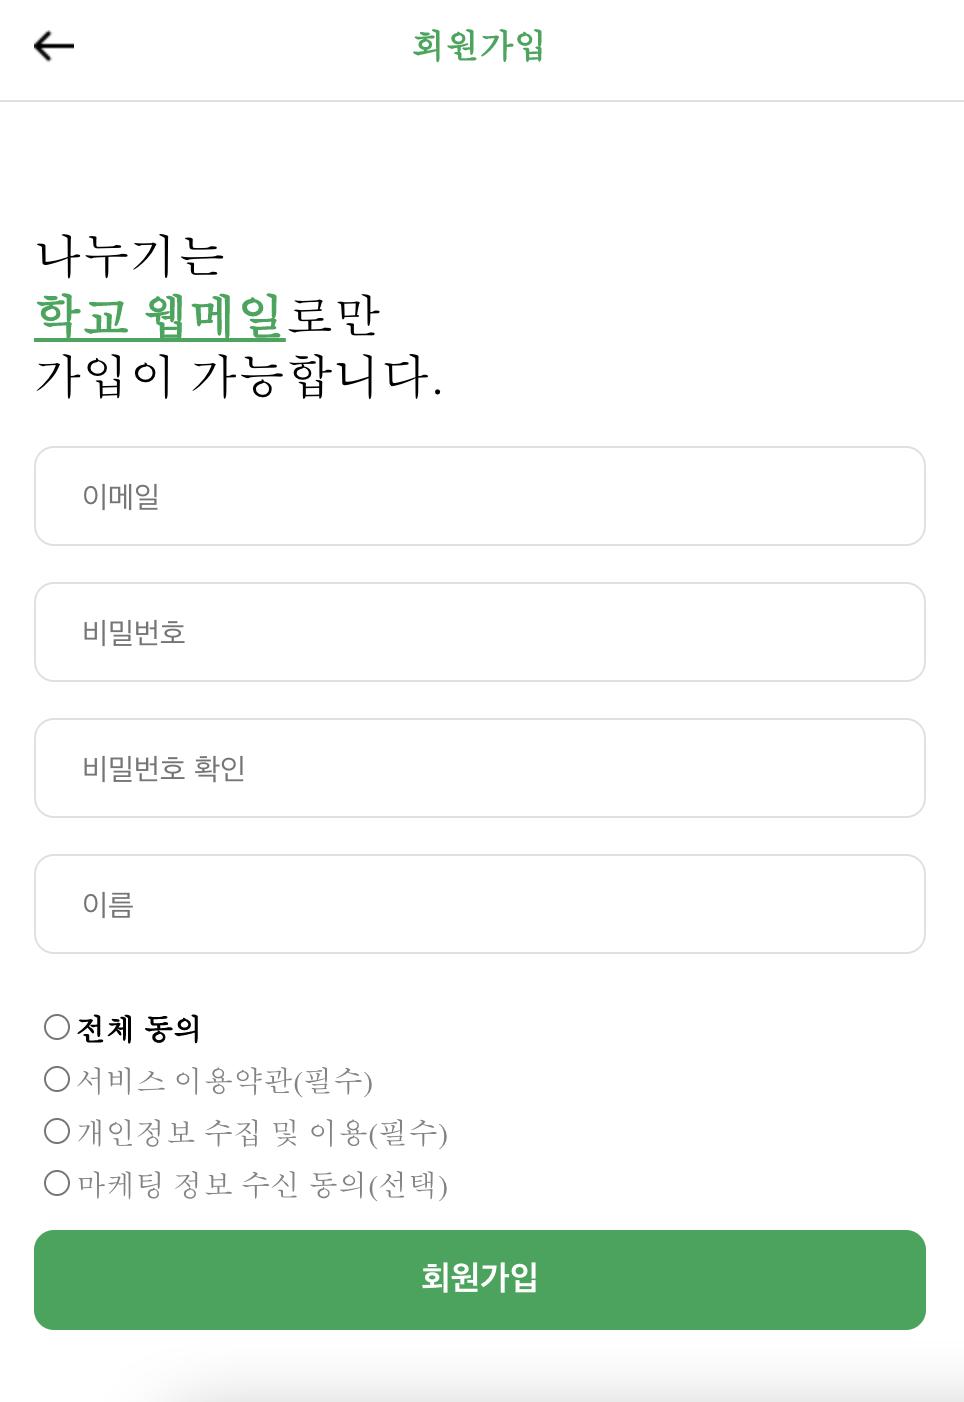 회원가입
나누기는
학교 웹메일로만
가입이 가능합니다.
이메일
비밀번호
비밀번호 확인
이름
전체 동의
서비스 이용약관(필수)
개인정보 수집 및 이용(필수)
마케팅 정보 수신 동의(선택)
회원가입